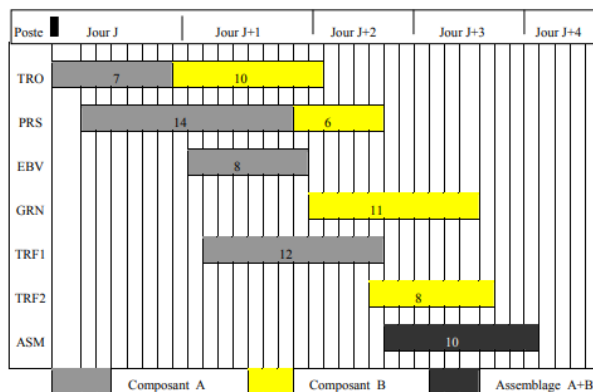 Poste Jour J Jour J+1 Jour J+2 Jour J+3 Jour J+4
TRO 7 10
PRS 14 6
EBV 8
GRN 11
TRF1 12
TRF2 8
ASM 10
Composant A Composant B Assemblage A+B